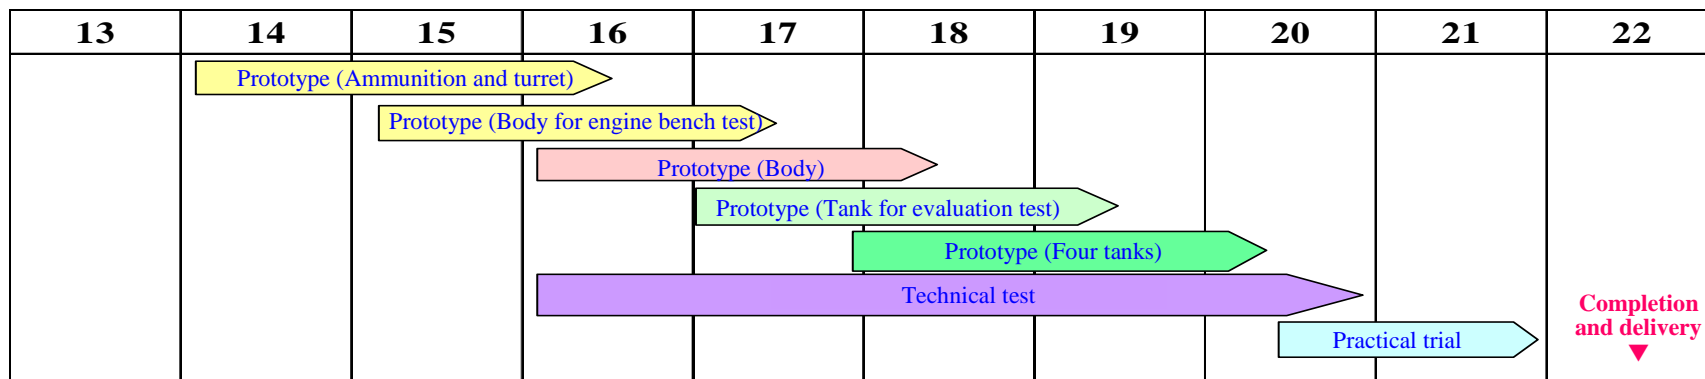 13 14 15 16 17 18 19 20 21 22
Prototype (Ammunition and turret)
Prototype (Body for engine bench test)
Prototype (Body)
Prototype (Tank for evaluation test)
Prototype (Four tanks)
Technical test
Completion
and delivery
Practical trial